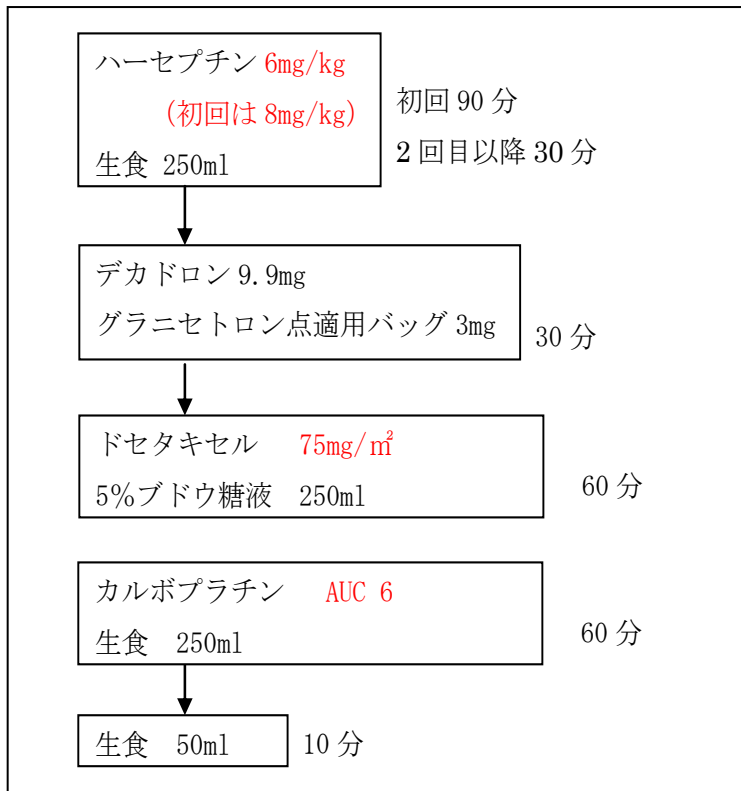 ハーセプチン 6mg/kg
(初回は 8mg/kg)
生食 250ml
初回 90 分
2 回目以降 30 分
デカドロン 9.9mg
グラニセトロン点適用バッグ 3mg
30 分
ドセタキセル 75mg/㎡
5%ブドウ糖液 250ml
60 分
カルボプラチン AUC 6
生食 250ml
60 分
生食 50ml
10 分